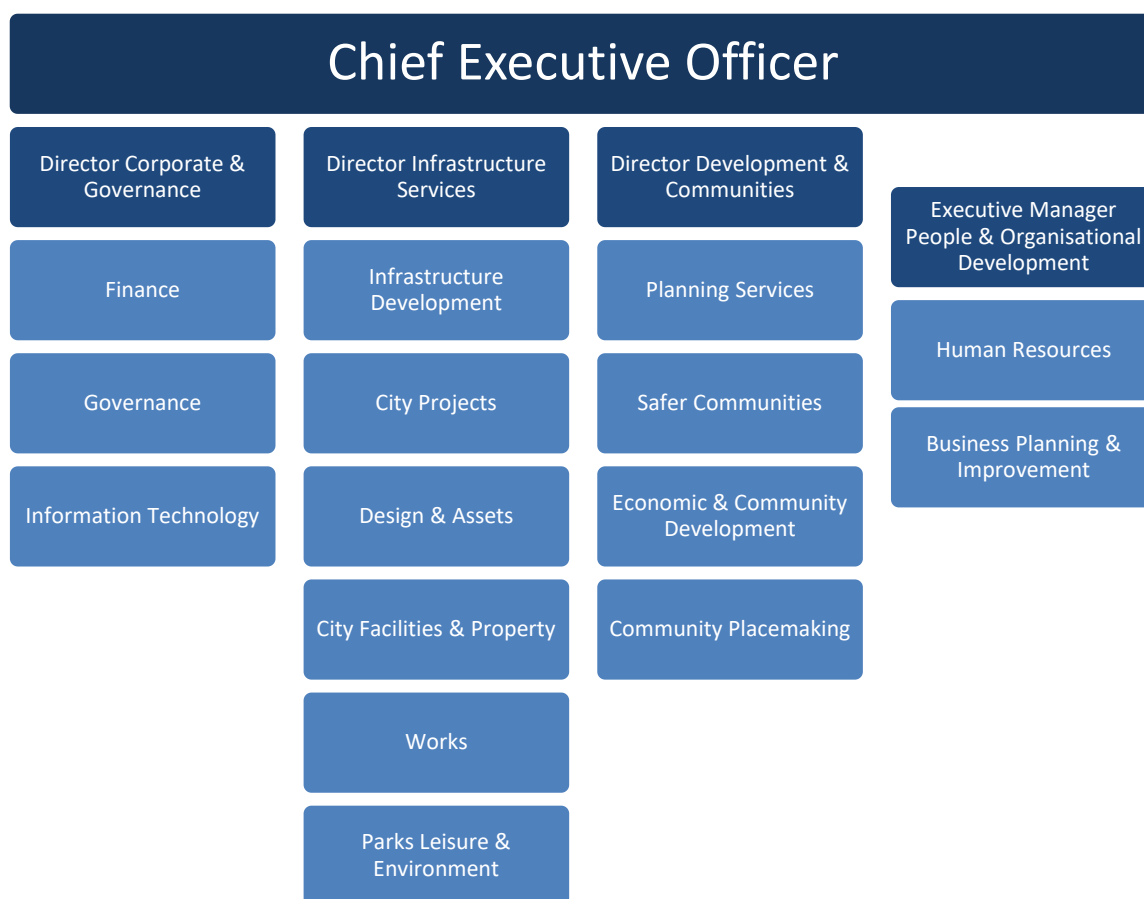 Chief Executive Officer
Director Corporate &
Governance
Finance
Governance
Information Technology
Director Infrastructure
Services
Infrastructure
Development
City Projects
Design & Assets
City Facilities & Property
Works
Parks Leisure &
Environment
Director Development &
Communities
Planning Services
Safer Communities
Economic & Community
Development
Community Placemaking
Executive Manager
People & Organisational
Development
Human Resources
Business Planning &
Improvement